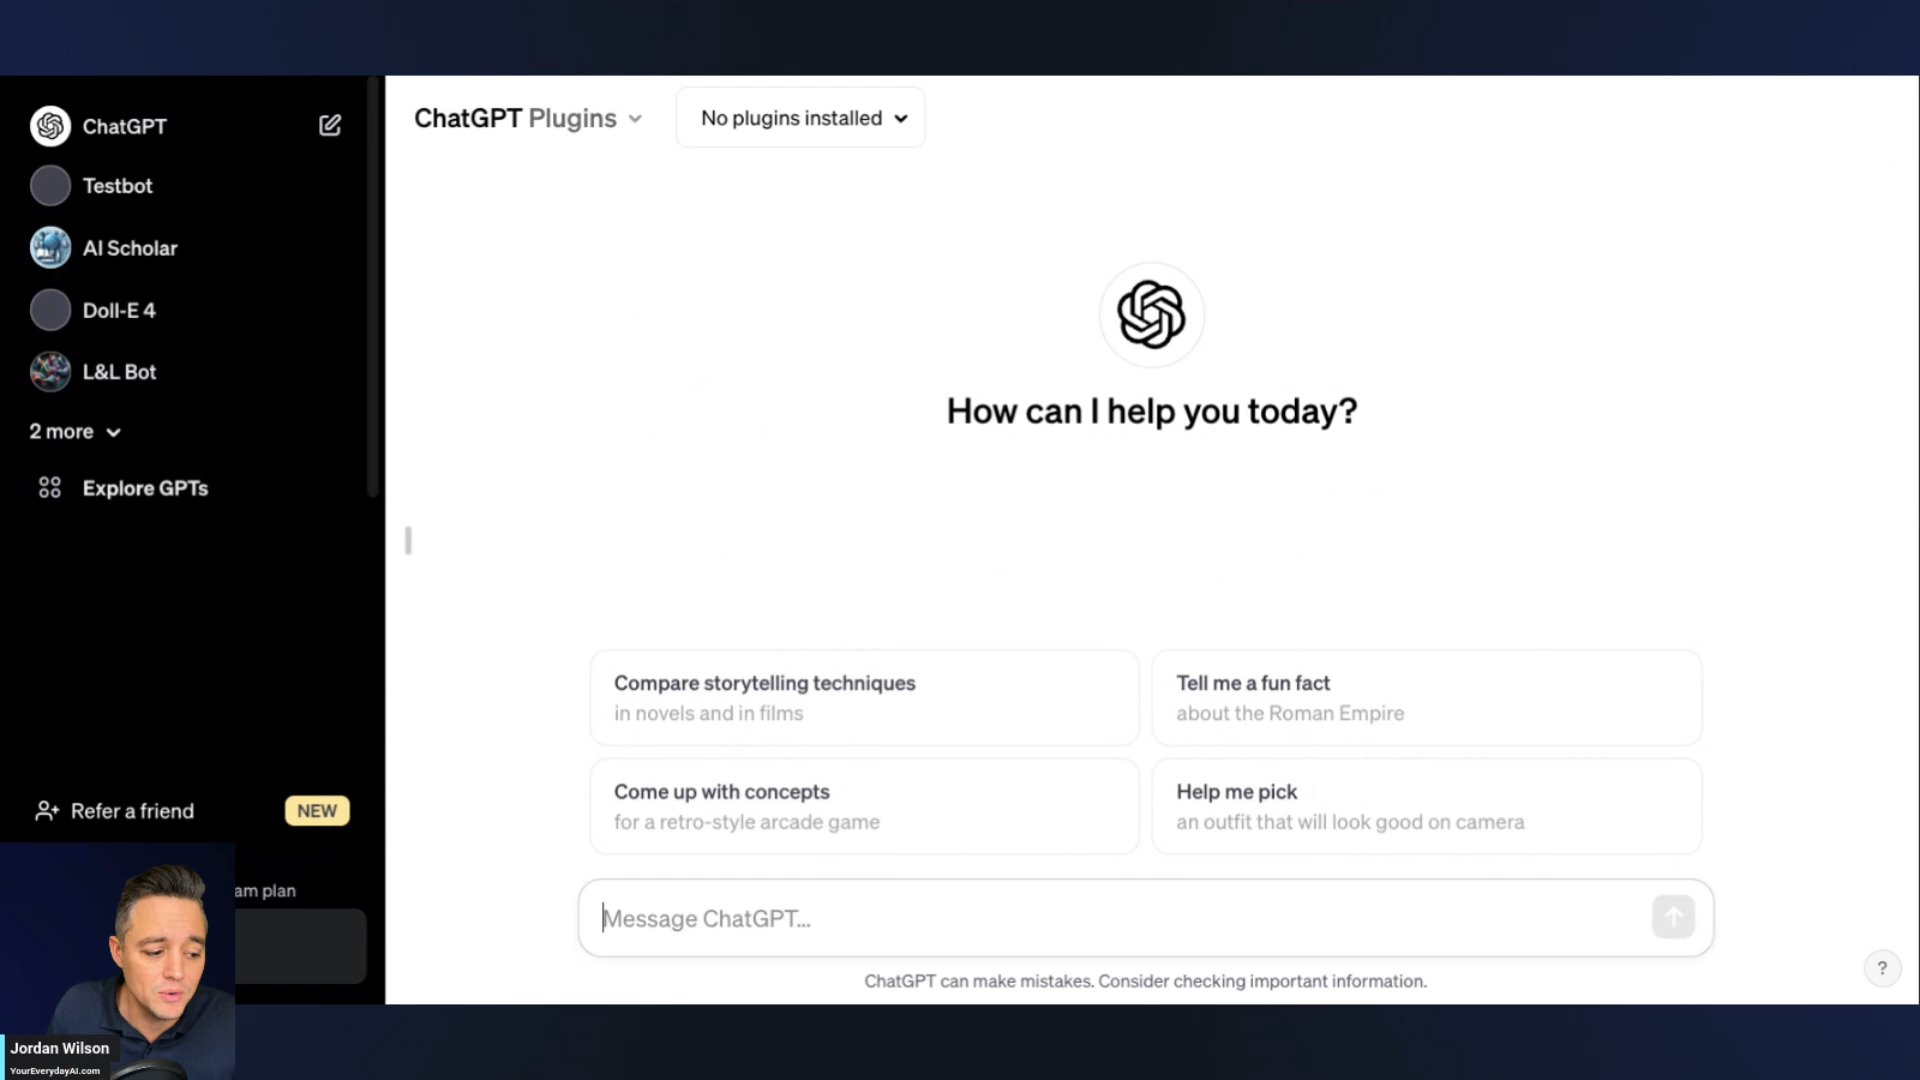 ChatGPT
Testbot
AI Scholar
Doll-E 4
L&L Bot
2 more
Explore GPTs
Refer a friend
NEW
am plan
ChatGPT Plugins
No plugins installed
How can I help you today?
Compare storytelling techniques
in novels and in films
Tell me a fun fact
about the Roman Empire
Come up with concepts
for a retro-style arcade game
Help me pick
an outfit that will look good on camera
Message ChatGPT...
ChatGPT can make mistakes. Consider checking important information.
?
Jordan Wilson
YourEverydayAI.com